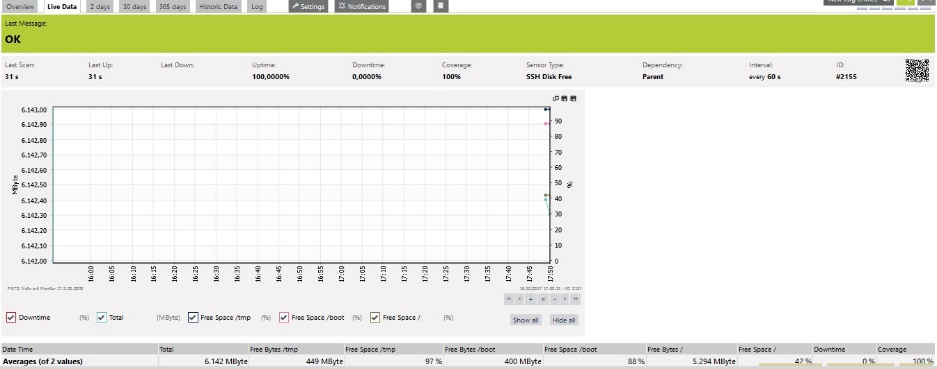 Overview Live Data 2 days 30 days 365 days Historic Data Log Settings Notifications
Last Message:
OK
Last Scan: Last Up: Last Down: Uptime: Downtime: Coverage: Sensor Type: Dependency: Interval: ID:
31 s 31 s 100,0000% 0,0000% 100% SSH Disk Free Parent every 60 s #2155
6.143,00
6.142,90 90
6.142,80 80
6.142,70 70
6.142,60 60
6.142,50 50
MByte %
6.142,40 40
6.142,30 30
6.142,20 20
6.142,10 10
6.142,00 0
16:00 16:05 16:10 16:15 16:20 16:25 16:30 16:35 16:40 16:45 16:50 16:55 17:00 17:05 17:10 17:15 17:20 17:25 17:30 17:35 17:40 17:45 17:50
PRTG Network Monitor
Downtime (%) Total (MByte) Free Space /tmp (%) Free Space /boot (%) Free Space / (%)
Show all Hide all
Date Time Total Free Bytes /tmp Free Space /tmp Free Bytes /boot Free Space /boot Free Bytes / Free Space / Downtime Coverage
Averages (of 2 values) 6.142 MByte 449 MByte 97 % 400 MByte 88 % 5.294 MByte 42 % 0 % 100 %